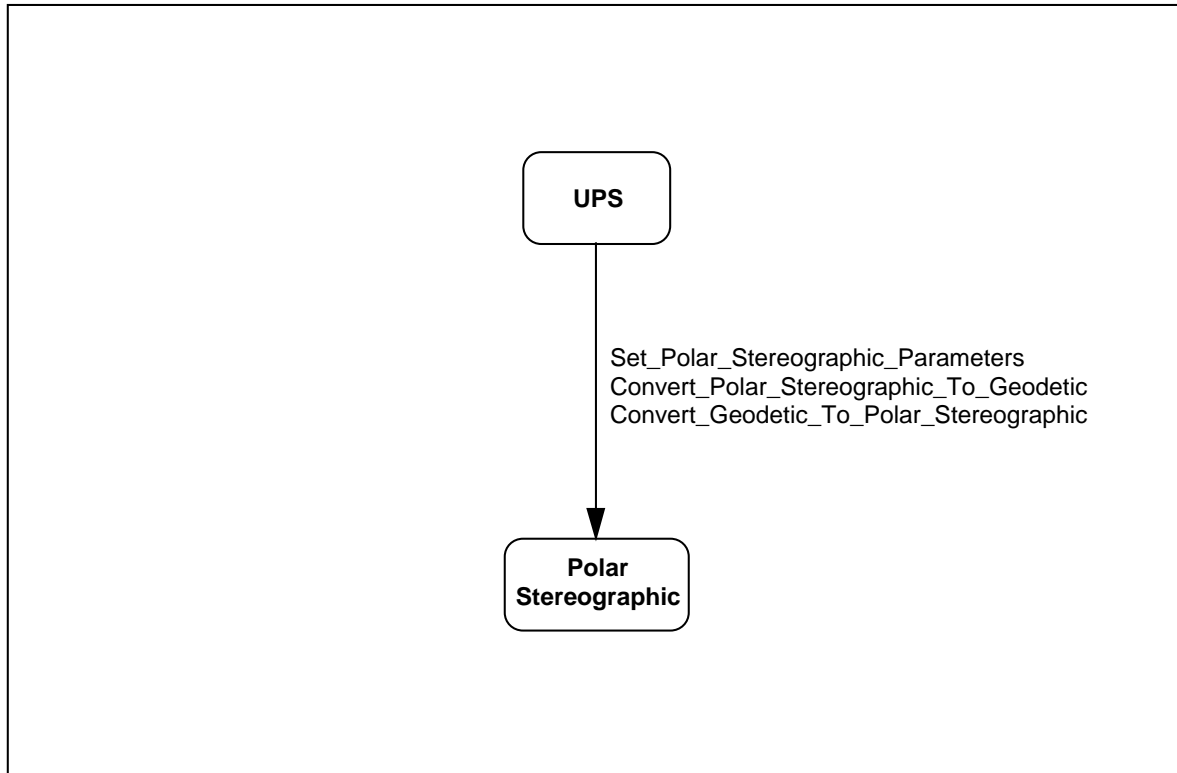 UPS
Set_Polar_Stereographic_Parameters
Convert_Polar_Stereographic_To_Geodetic
Convert_Geodetic_To_Polar_Stereographic
Polar
Stereographic